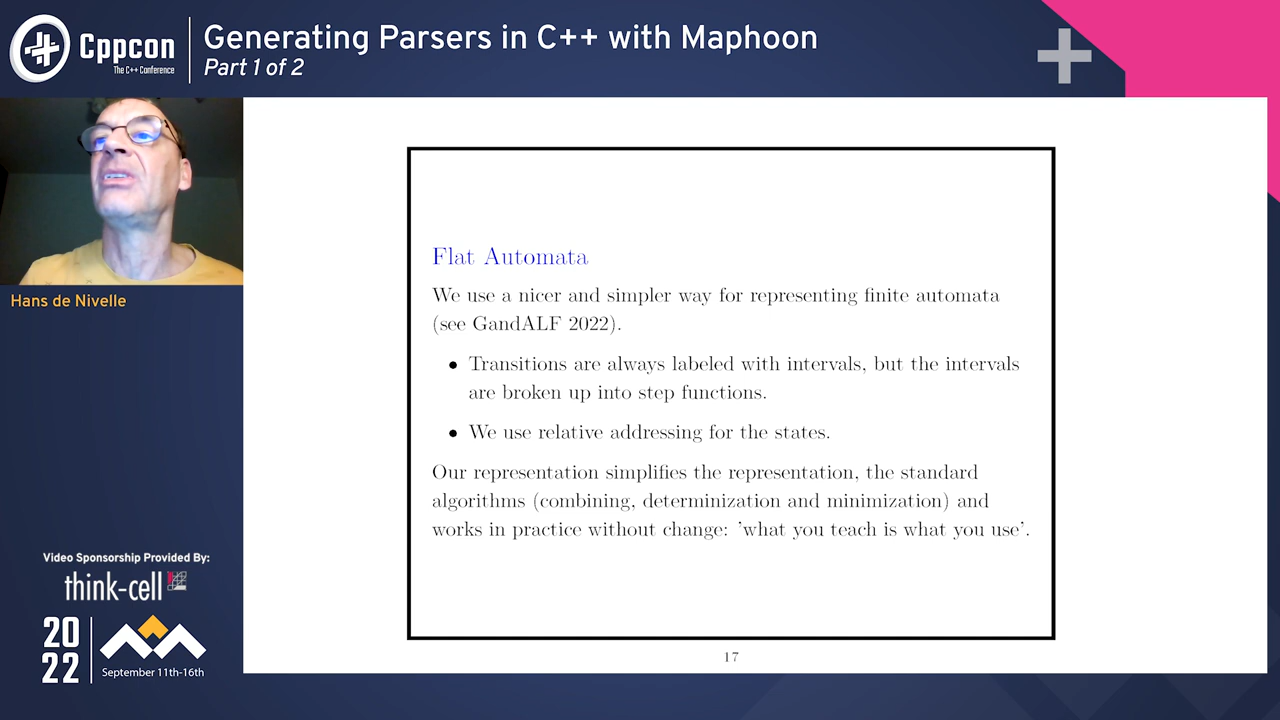 Cppcon
The C++ Conference
Generating Parsers in C++ with Maphoon
Part 1 of 2
Hans de Nivelle
Flat Automata
We use a nicer and simpler way for representing finite automata
(see GandALF 2022).
• Transitions are always labeled with intervals, but the intervals
are broken up into step functions.
• We use relative addressing for the states.
Our representation simplifies the representation, the standard
algorithms (combining, determinization and minimization) and
works in practice without change: 'what you teach is what you use'.
17
Video Sponsorship Provided By:
think-cell
20
22
September 11th-16th